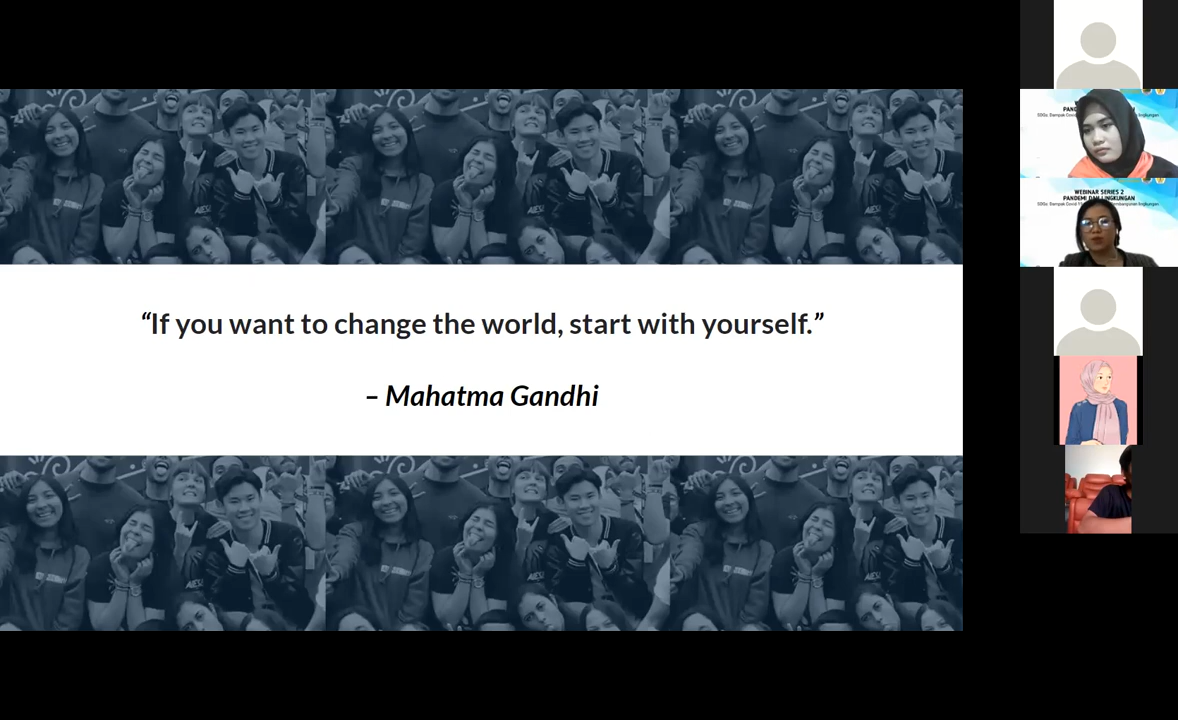 “If you want to change the world, start with yourself.”
– Mahatma Gandhi
WEBINAR SERIES 2
PANDEMI DAN LINGKUNGAN